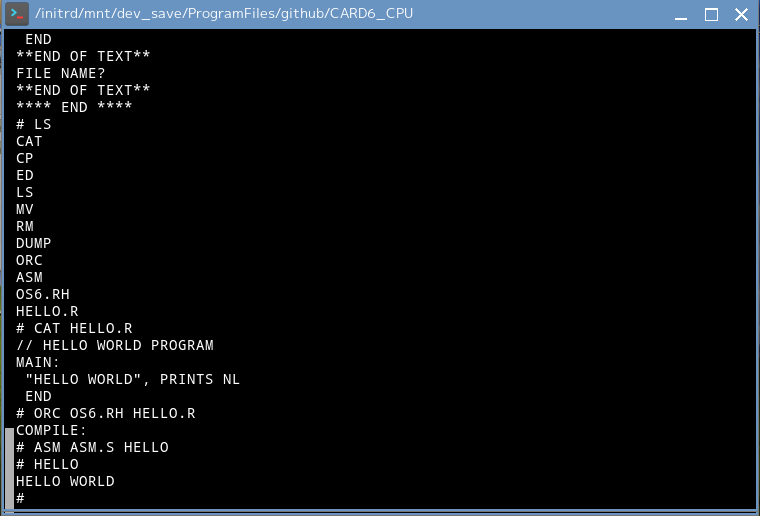 /initrd/mnt/dev_save/ProgramFiles/github/CARD6_CPU
 END
**END OF TEXT**
FILE NAME?
**END OF TEXT**
**** END ****
# LS
CAT
CP
ED
LS
MV
RM
DUMP
ORC
ASM
OS6.RH
HELLO.R
# CAT HELLO.R
// HELLO WORLD PROGRAM
MAIN:
 "HELLO WORLD", PRINTS NL
 END
# ORC OS6.RH HELLO.R
COMPILE:
# ASM ASM.S HELLO
# HELLO
HELLO WORLD
#